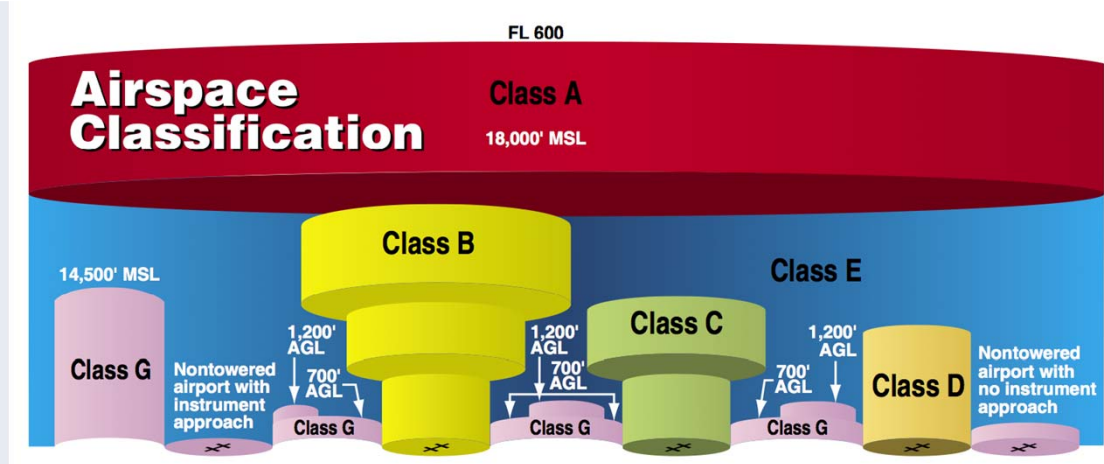 FL 600
Airspace
Classification
Class A
18,000' MSL
Class B
Class E
14,500' MSL
Class C
1,200'
AGL
1,200'
AGL
1,200'
AGL
Class G
Nontowered
airport with
instrument
approach
700'
AGL
700'
AGL
700'
AGL
Class D
Nontowered
airport with
no instrument
approach
Class G
Class G
Class G